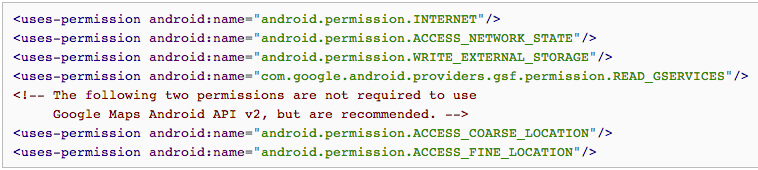 <uses-permission android:name="android.permission.INTERNET"/>
<uses-permission android:name="android.permission.ACCESS_NETWORK_STATE"/>
<uses-permission android:name="android.permission.WRITE_EXTERNAL_STORAGE"/>
<uses-permission android:name="com.google.android.providers.gsf.permission.READ_GSERVICES"/>
<!-- The following two permissions are not required to use
     Google Maps Android API v2, but are recommended. -->
<uses-permission android:name="android.permission.ACCESS_COARSE_LOCATION"/>
<uses-permission android:name="android.permission.ACCESS_FINE_LOCATION"/>